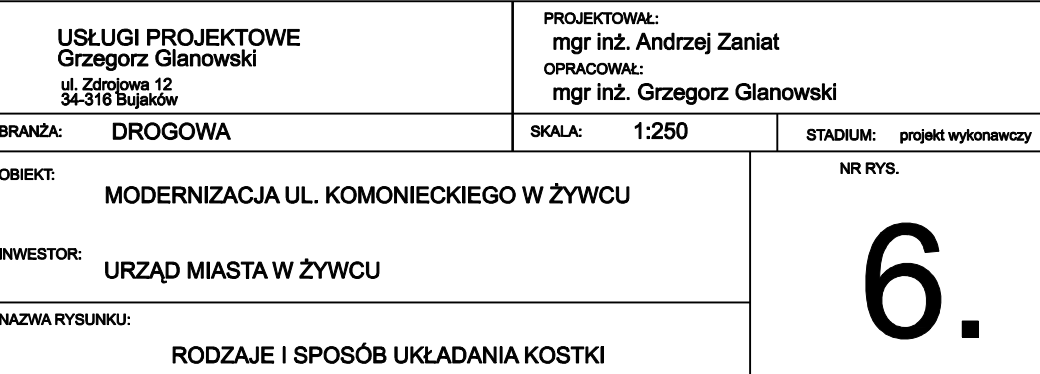 USŁUGI PROJEKTOWE
Grzegorz Glanowski
ul. Zdrojowa 12
34-316 Bujaków
PROJEKTOWAŁ:
mgr inż. Andrzej Zaniat
OPRACOWAŁ:
mgr inż. Grzegorz Glanowski
BRANŻA: DROGOWA
SKALA: 1:250
STADIUM: projekt wykonawczy
OBIEKT:
MODERNIZACJA UL. KOMONIECKIEGO W ŻYWCU
INWESTOR:
URZĄD MIASTA W ŻYWCU
NR RYS.
6.
NAZWA RYSUNKU:
RODZAJE I SPOSÓB UKŁADANIA KOSTKI